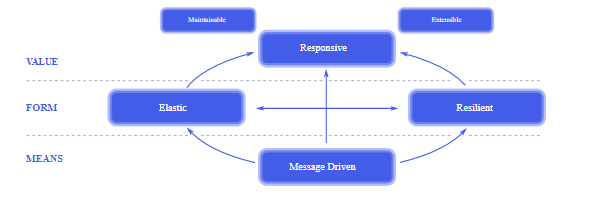 Maintainable
Extensible
Responsive
VALUE
FORM
Elastic
Resilient
MEANS
Message Driven